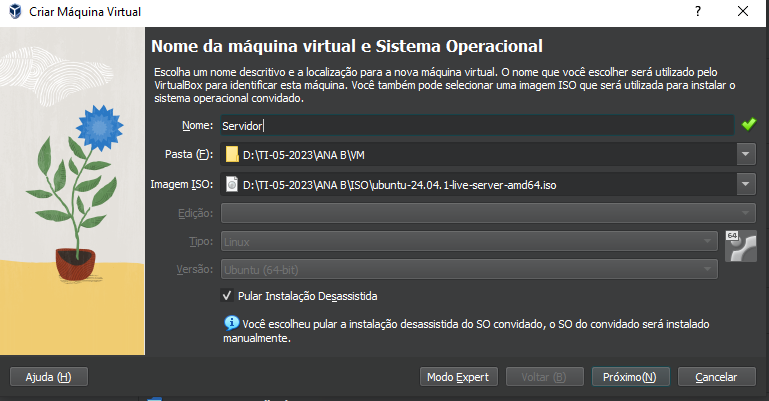 Criar Máquina Virtual
?
Nome da máquina virtual e Sistema Operacional
Escolha um nome descritivo e a localização para a nova máquina virtual. O nome que você escolher será utilizado pelo
VirtualBox para identificar esta máquina. Você também pode selecionar uma imagem ISO que será utilizada para instalar o
sistema operacional convidado.
Nome: Servidor
Pasta (F): D:\TI-05-2023\ANA B\VM
Imagem ISO: D:\TI-05-2023\ANA B\ISO\ubuntu-24.04.1-live-server-amd64.iso
Edição:
Tipo: Linux
64
Versão: Ubuntu (64-bit)
Pular Instalação Desassistida
Você escolheu pular a instalação desassistida do SO convidado, o SO do convidado será instalado
manualmente.
Ajuda (H) Modo Expert Voltar (B) Próximo(N) Cancelar